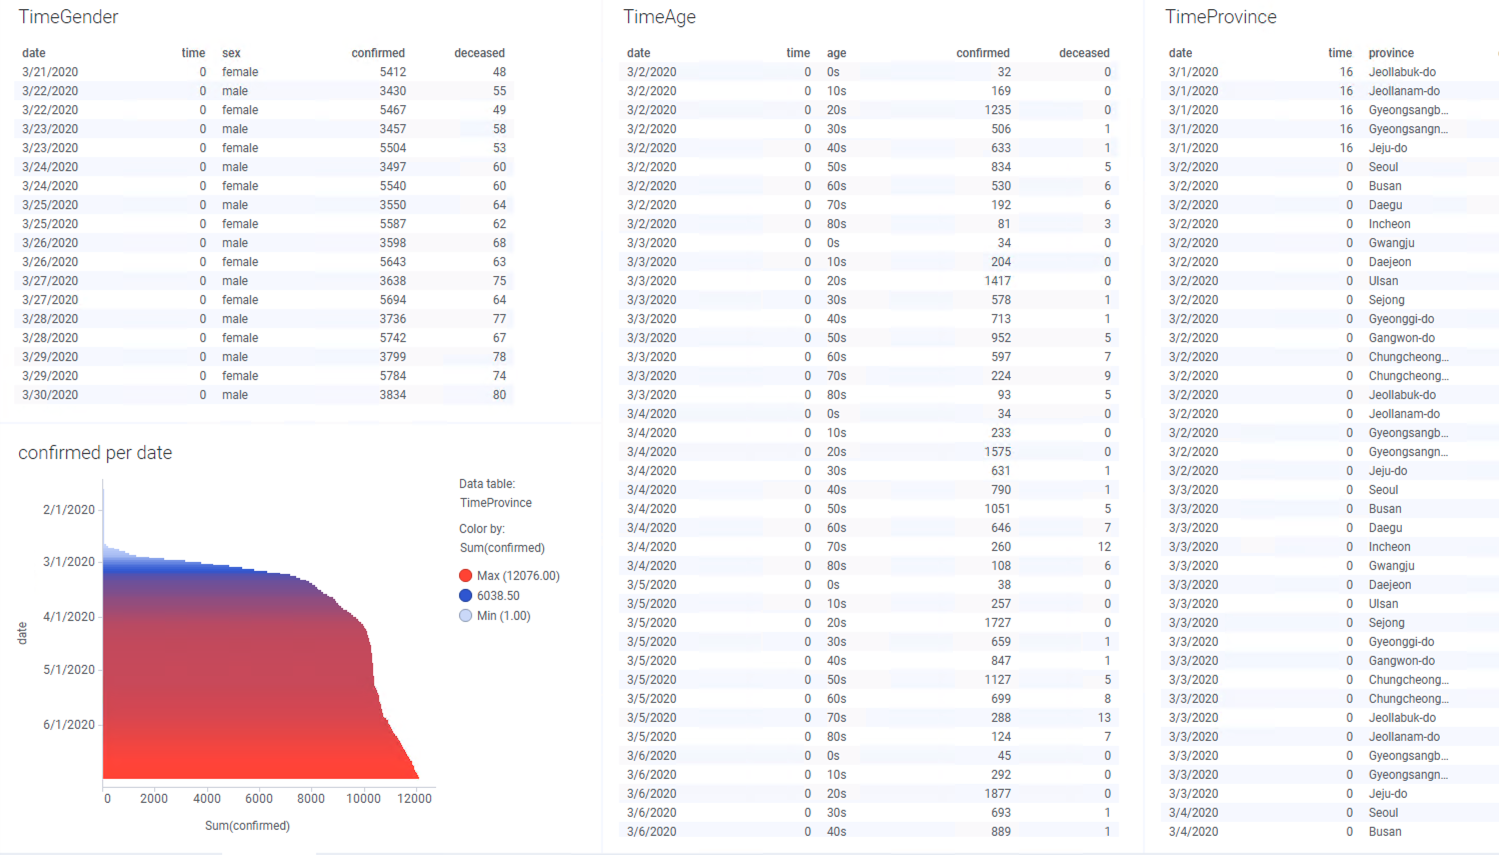 TimeGender
date time sex confirmed deceased
3/21/2020 0 female 5412 48
3/22/2020 0 male 3430 55
3/22/2020 0 female 5467 49
3/23/2020 0 male 3457 58
3/23/2020 0 female 5504 53
3/24/2020 0 male 3497 60
3/24/2020 0 female 5540 60
3/25/2020 0 male 3550 64
3/25/2020 0 female 5587 62
3/26/2020 0 male 3598 68
3/26/2020 0 female 5643 63
3/27/2020 0 male 3638 75
3/27/2020 0 female 5694 64
3/28/2020 0 male 3736 77
3/28/2020 0 female 5742 67
3/29/2020 0 male 3799 78
3/29/2020 0 female 5784 74
3/30/2020 0 male 3834 80
confirmed per date
date
2/1/2020
3/1/2020
4/1/2020
5/1/2020
6/1/2020
0 2000 4000 6000 8000 10000 12000
Sum(confirmed)
Data table:
TimeProvince
Color by:
Sum(confirmed)
Max (12076.00)
6038.50
Min (1.00)
TimeAge
date time age confirmed deceased
3/2/2020 0 0s 32 0
3/2/2020 0 10s 169 0
3/2/2020 0 20s 1235 0
3/2/2020 0 30s 506 1
3/2/2020 0 40s 633 1
3/2/2020 0 50s 834 5
3/2/2020 0 60s 530 6
3/2/2020 0 70s 192 6
3/2/2020 0 80s 81 3
3/3/2020 0 0s 34 0
3/3/2020 0 10s 204 0
3/3/2020 0 20s 1417 0
3/3/2020 0 30s 578 1
3/3/2020 0 40s 713 1
3/3/2020 0 50s 952 5
3/3/2020 0 60s 597 7
3/3/2020 0 70s 224 9
3/3/2020 0 80s 93 5
3/4/2020 0 0s 34 0
3/4/2020 0 10s 233 0
3/4/2020 0 20s 1575 0
3/4/2020 0 30s 631 1
3/4/2020 0 40s 790 1
3/4/2020 0 50s 1051 5
3/4/2020 0 60s 646 7
3/4/2020 0 70s 260 12
3/4/2020 0 80s 108 6
3/5/2020 0 0s 38 0
3/5/2020 0 10s 257 0
3/5/2020 0 20s 1727 0
3/5/2020 0 30s 659 1
3/5/2020 0 40s 847 1
3/5/2020 0 50s 1127 5
3/5/2020 0 60s 699 8
3/5/2020 0 70s 288 13
3/5/2020 0 80s 124 7
3/6/2020 0 0s 45 0
3/6/2020 0 10s 292 0
3/6/2020 0 20s 1877 0
3/6/2020 0 30s 693 1
3/6/2020 0 40s 889 1
TimeProvince
date time province
3/1/2020 16 Jeollabuk-do
3/1/2020 16 Jeollanam-do
3/1/2020 16 Gyeongsangb...
3/1/2020 16 Gyeongsangn...
3/1/2020 16 Jeju-do
3/2/2020 0 Seoul
3/2/2020 0 Busan
3/2/2020 0 Daegu
3/2/2020 0 Incheon
3/2/2020 0 Gwangju
3/2/2020 0 Daejeon
3/2/2020 0 Ulsan
3/2/2020 0 Sejong
3/2/2020 0 Gyeonggi-do
3/2/2020 0 Gangwon-do
3/2/2020 0 Chungcheong...
3/2/2020 0 Chungcheong...
3/2/2020 0 Jeollabuk-do
3/2/2020 0 Jeollanam-do
3/2/2020 0 Gyeongsangb...
3/2/2020 0 Gyeongsangn...
3/2/2020 0 Jeju-do
3/3/2020 0 Seoul
3/3/2020 0 Busan
3/3/2020 0 Daegu
3/3/2020 0 Incheon
3/3/2020 0 Gwangju
3/3/2020 0 Daejeon
3/3/2020 0 Ulsan
3/3/2020 0 Sejong
3/3/2020 0 Gyeonggi-do
3/3/2020 0 Gangwon-do
3/3/2020 0 Chungcheong...
3/3/2020 0 Chungcheong...
3/3/2020 0 Jeollabuk-do
3/3/2020 0 Jeollanam-do
3/3/2020 0 Gyeongsangb...
3/3/2020 0 Gyeongsangn...
3/3/2020 0 Jeju-do
3/4/2020 0 Seoul
3/4/2020 0 Busan